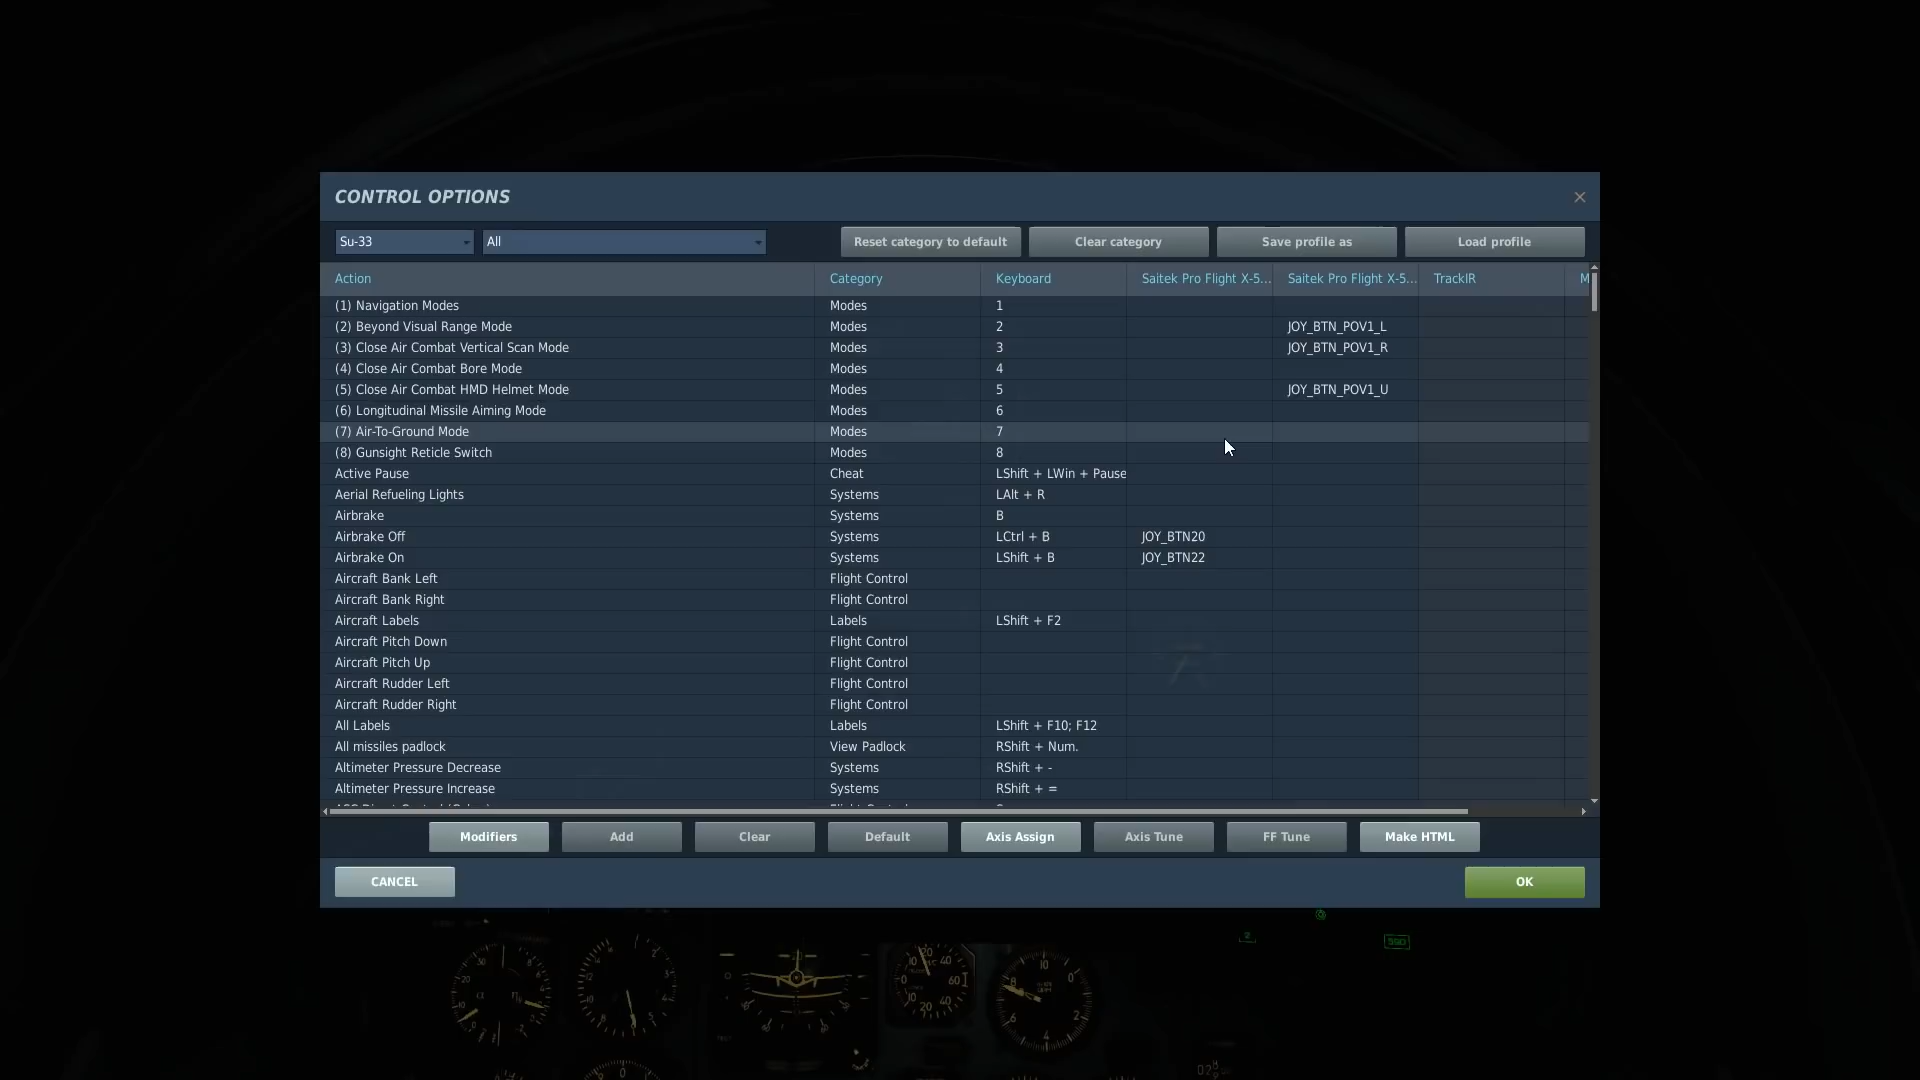 CONTROL OPTIONS
Su-33 All Reset category to default Clear category Save profile as Load profile
Action Category Keyboard Saitek Pro Flight X-5... Saitek Pro Flight X-5... TrackIR M
(1) Navigation Modes Modes 1
(2) Beyond Visual Range Mode Modes 2 JOY_BTN_POV1_L
(3) Close Air Combat Vertical Scan Mode Modes 3 JOY_BTN_POV1_R
(4) Close Air Combat Bore Mode Modes 4
(5) Close Air Combat HMD Helmet Mode Modes 5 JOY_BTN_POV1_U
(6) Longitudinal Missile Aiming Mode Modes 6
(7) Air-To-Ground Mode Modes 7
(8) Gunsight Reticle Switch Modes 8
Active Pause Cheat LShift + LWin + Pause
Aerial Refueling Lights Systems LAlt + R
Airbrake Systems B
Airbrake Off Systems LCtrl + B JOY_BTN20
Airbrake On Systems LShift + B JOY_BTN22
Aircraft Bank Left Flight Control
Aircraft Bank Right Flight Control
Aircraft Labels Labels LShift + F2
Aircraft Pitch Down Flight Control
Aircraft Pitch Up Flight Control
Aircraft Rudder Left Flight Control
Aircraft Rudder Right Flight Control
All Labels Labels LShift + F10; F12
All missiles padlock View Padlock RShift + Num.
Altimeter Pressure Decrease Systems RShift + -
Altimeter Pressure Increase Systems RShift + =
Modifiers Add Clear Default Axis Assign Axis Tune FF Tune Make HTML
CANCEL OK